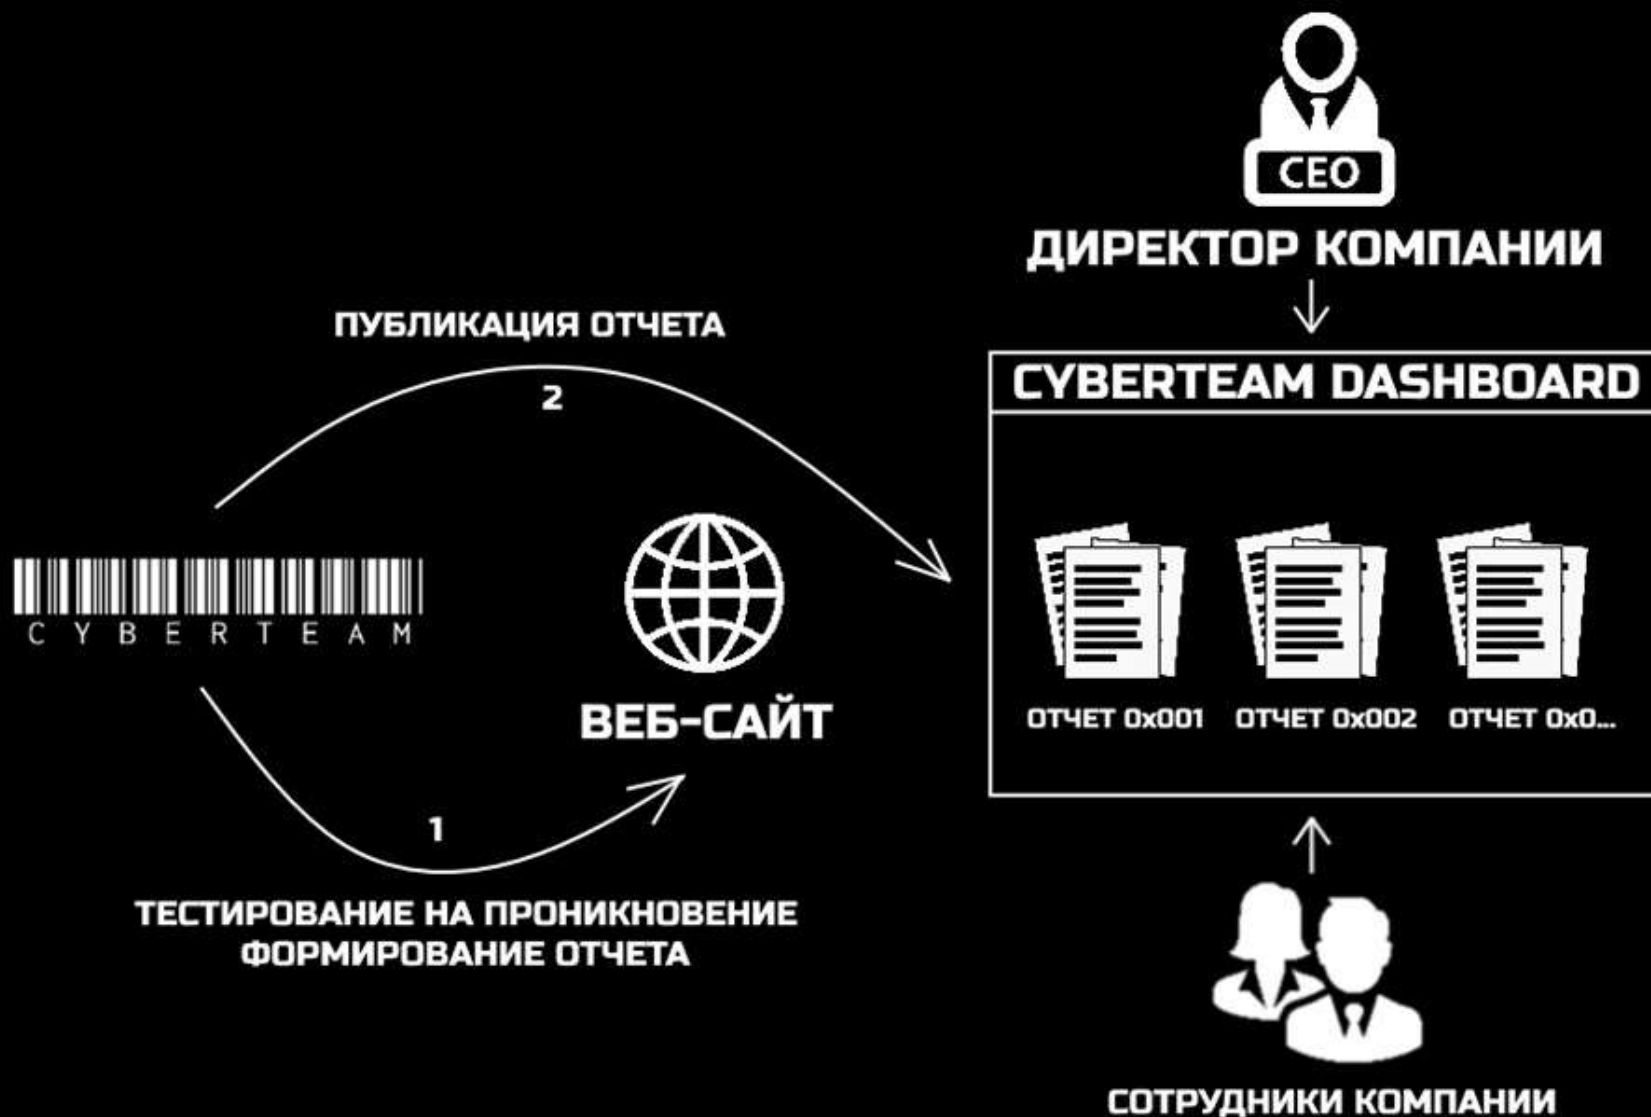 CEO
ДИРЕКТОР КОМПАНИИ
ПУБЛИКАЦИЯ ОТЧЕТА
2
CYBERTEAM DASHBOARD
CYBERTEAM
ВЕБ-САЙТ
ОТЧЕТ 0x001
ОТЧЕТ 0x002
ОТЧЕТ 0x0...
1
ТЕСТИРОВАНИЕ НА ПРОНИКНОВЕНИЕ
ФОРМИРОВАНИЕ ОТЧЕТА
СОТРУДНИКИ КОМПАНИИ